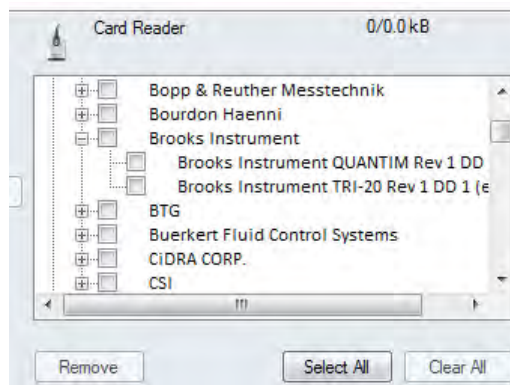 Card Reader 0/0.0 kB
Bopp & Reuther Messtechnik
Bourdon Haenni
Brooks Instrument
Brooks Instrument QUANTIM Rev 1 DD
Brooks Instrument TRI-20 Rev 1 DD 1 (e
BTG
Buerkert Fluid Control Systems
CiDRA CORP.
CSI
Remove Select All Clear All